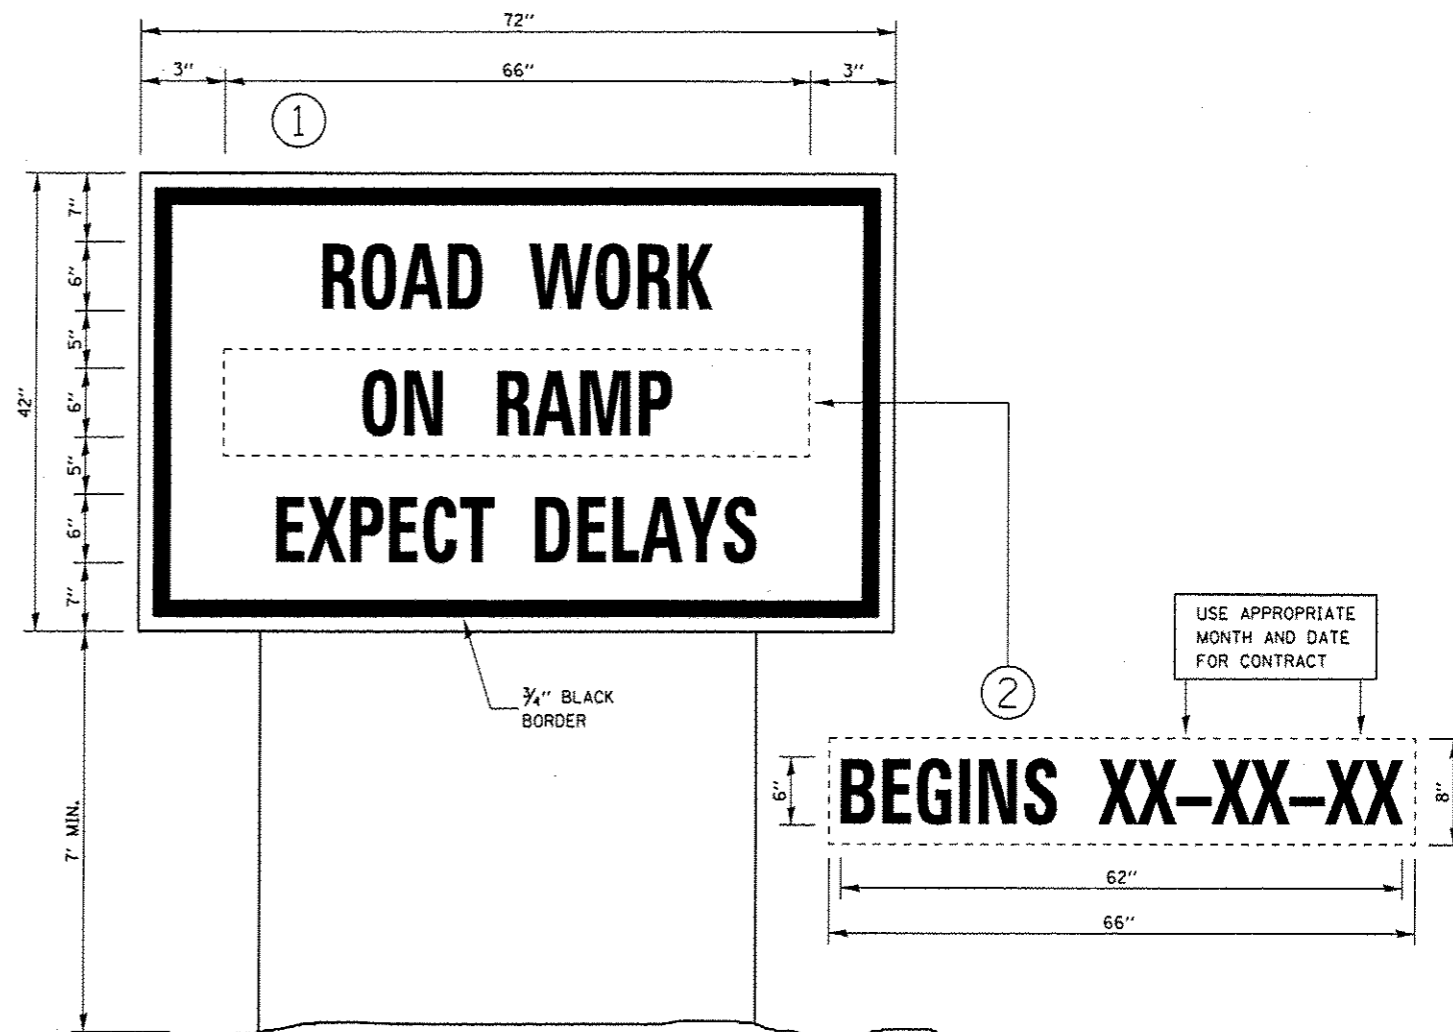 72"
3" 66" 3"
1
7"
6"
5"
6"
5"
6"
7"
42"
7' MIN.
ROAD WORK
ON RAMP
EXPECT DELAYS
3/4" BLACK
BORDER
2
USE APPROPRIATE
MONTH AND DATE
FOR CONTRACT
6"
BEGINS XX-XX-XX
8"
62"
66"